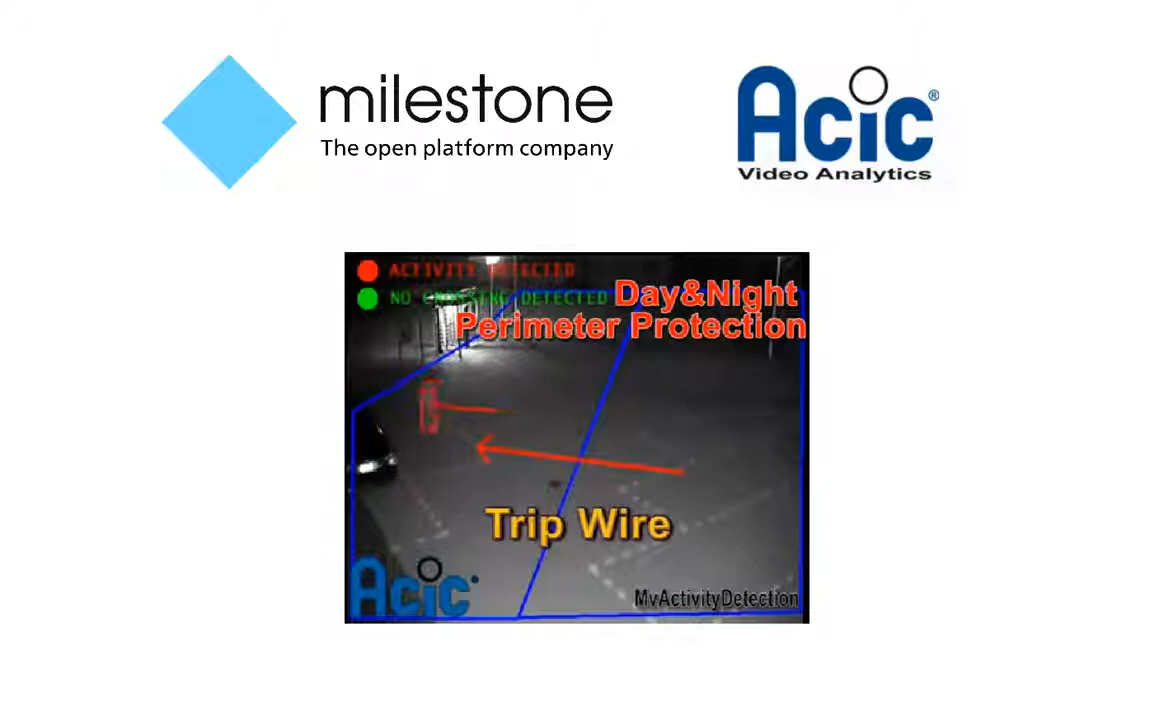 milestone
The open platform company
Acic®
Video Analytics
ACTIVITY DETECTED
NO CROSSING DETECTED
Day&Night
Perimeter Protection
Trip Wire
Acic
MvActivityDetection